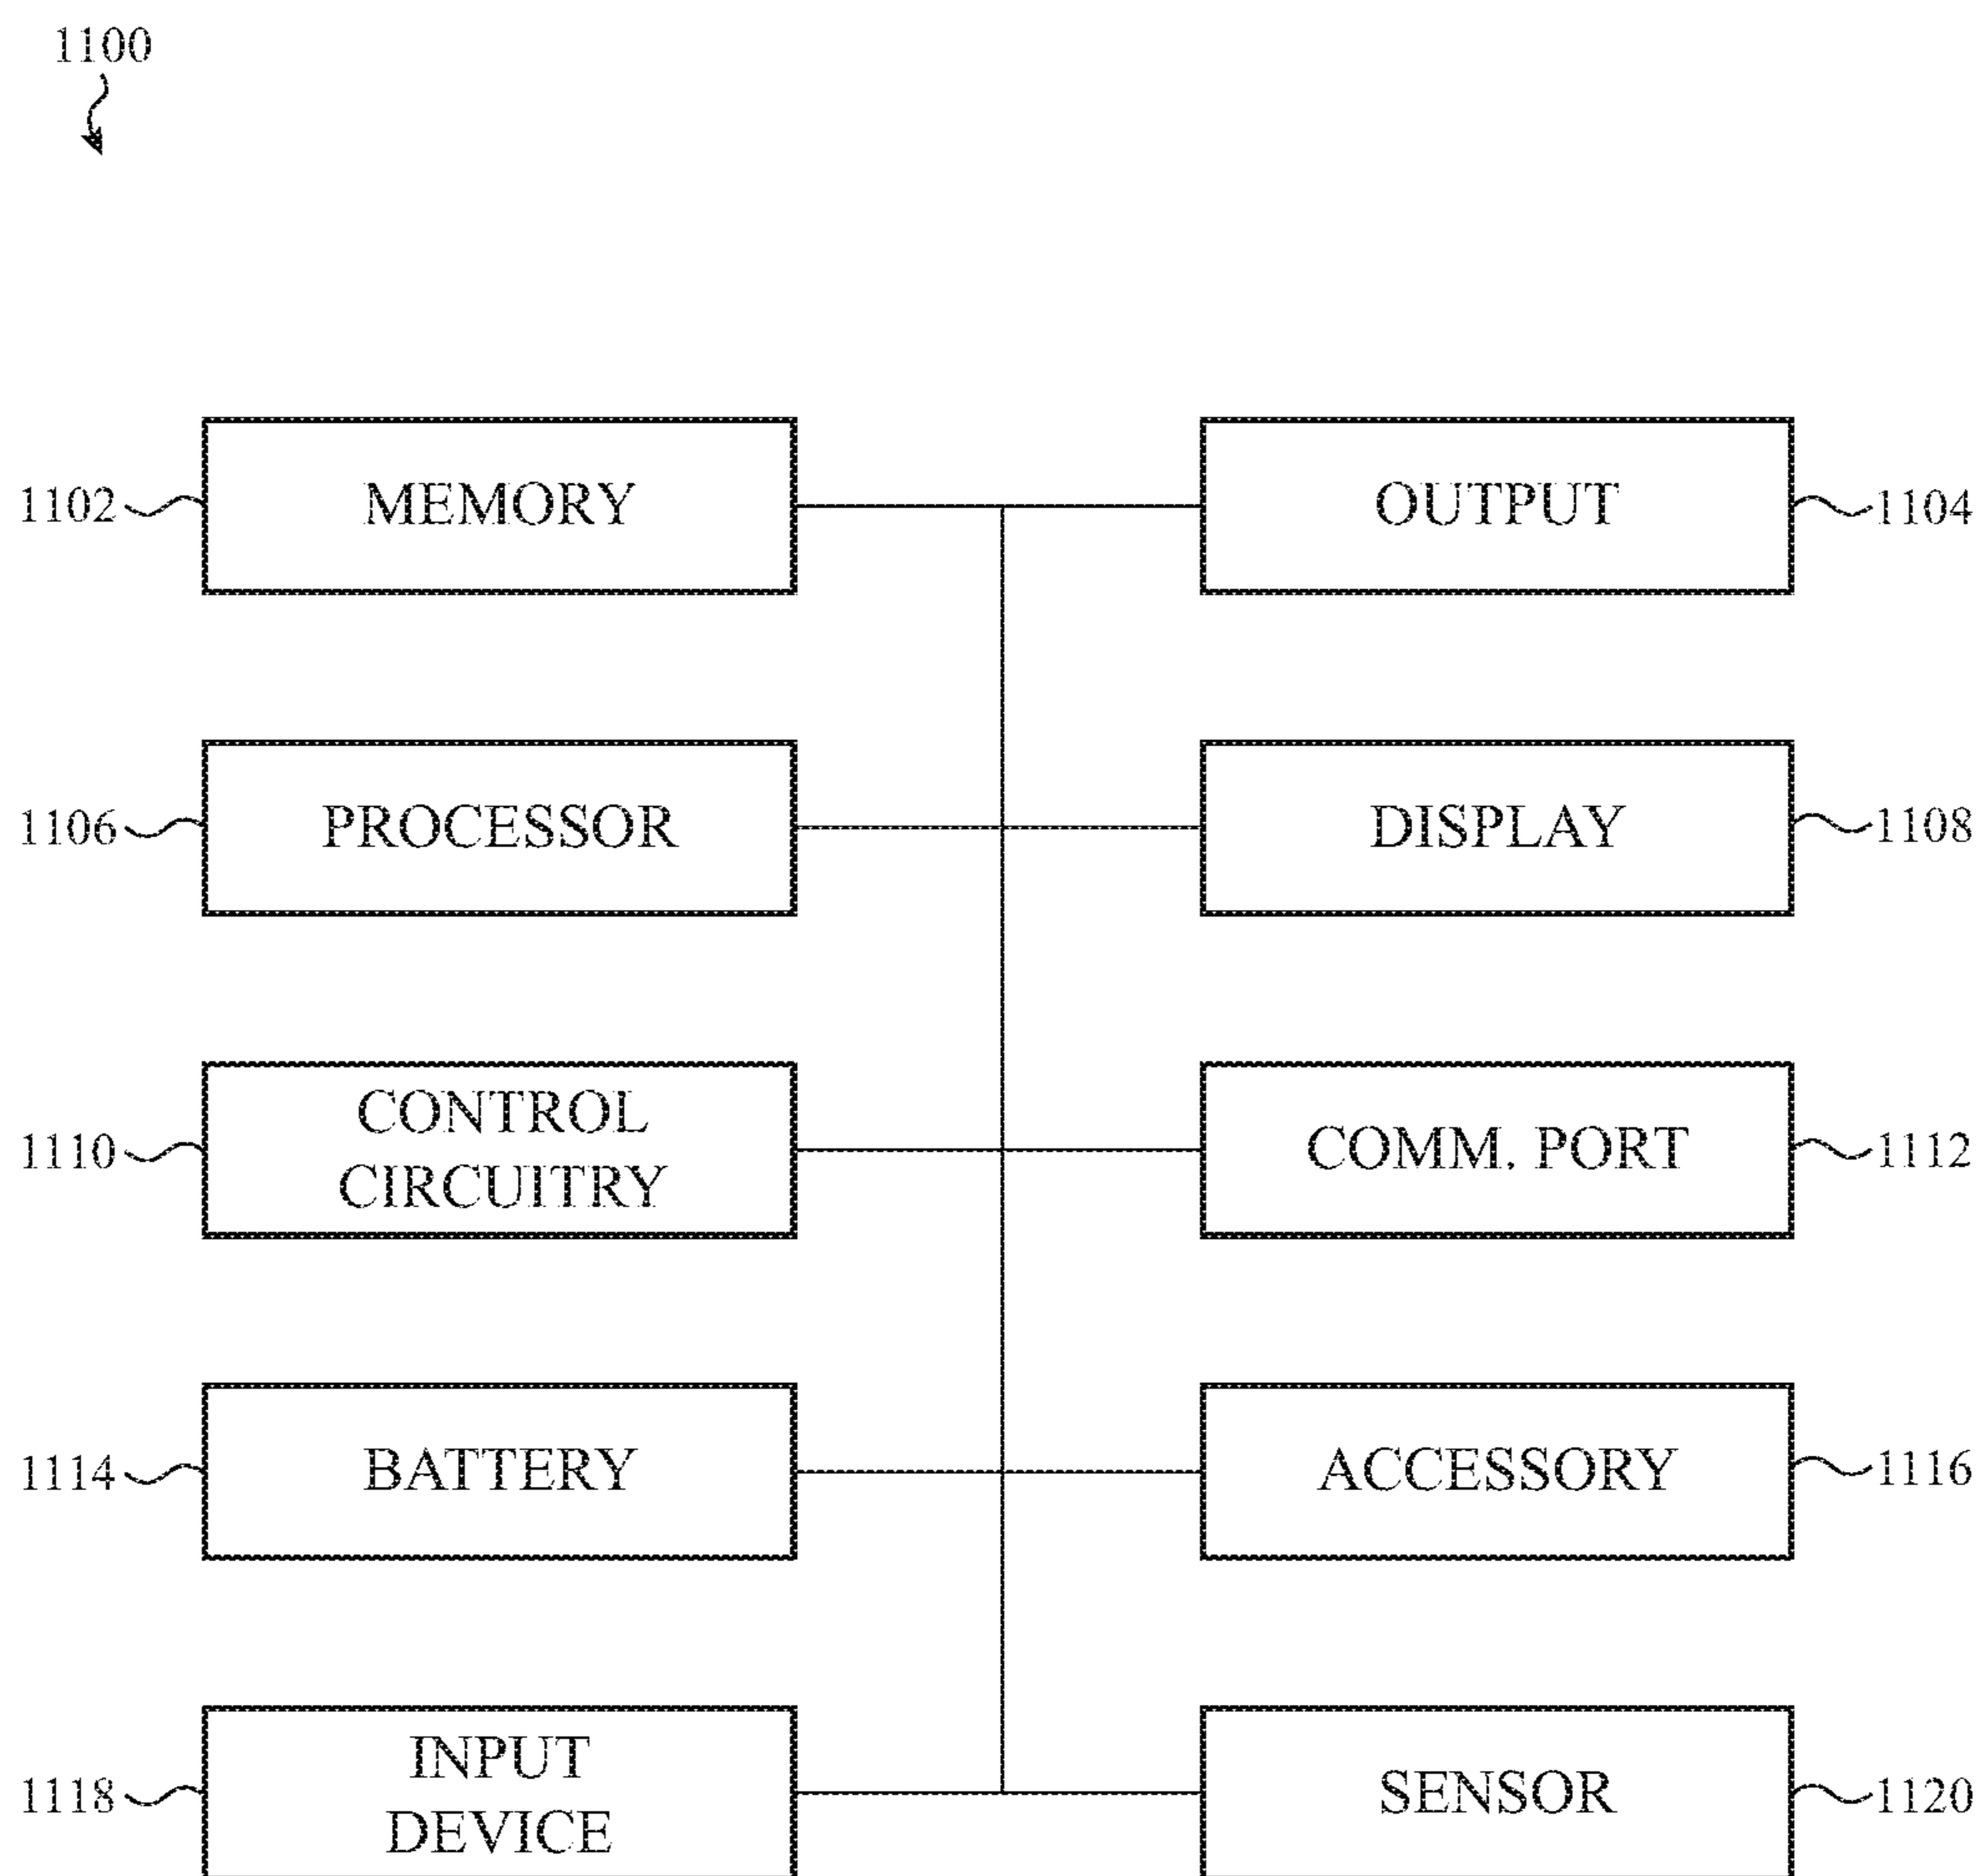 1100
1102
MEMORY
OUTPUT
1104
1106
PROCESSOR
DISPLAY
1108
1110
CONTROL
CIRCUITRY
COMM. PORT
1112
1114
BATTERY
ACCESSORY
1116
1118
INPUT
DEVICE
SENSOR
1120